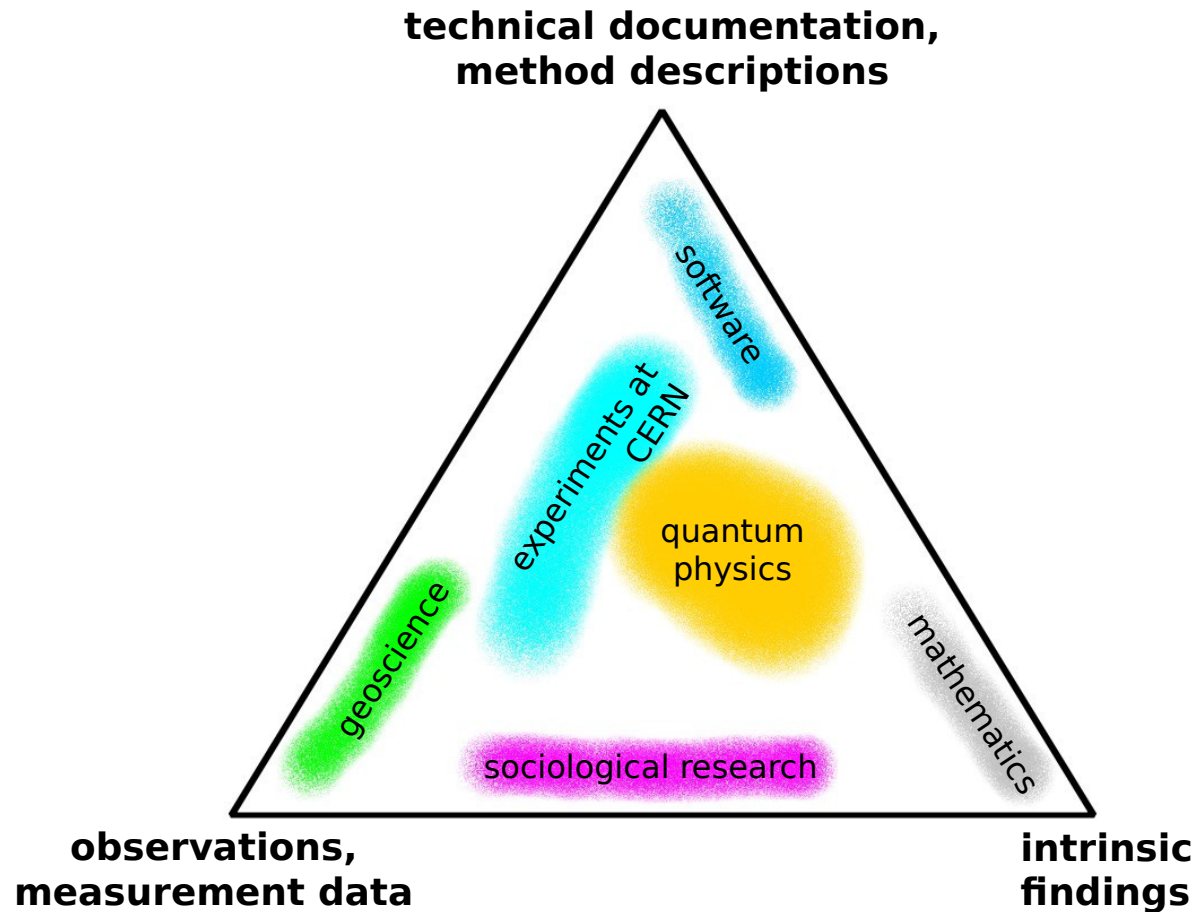 technical documentation,
method descriptions
software
experiments at
CERN
quantum
physics
geoscience
mathematics
sociological research
observations,
measurement data
intrinsic
findings